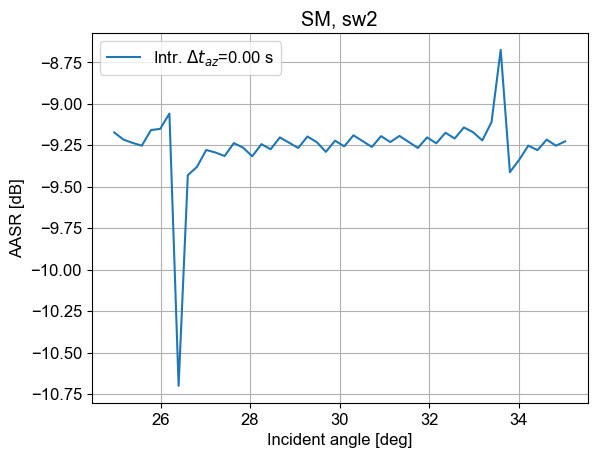 SM, sw2
Intr. Δt_az=0.00 s
−8.75
−9.00
−9.25
−9.50
−9.75
−10.00
−10.25
−10.50
−10.75
AASR [dB]
26 28 30 32 34
Incident angle [deg]